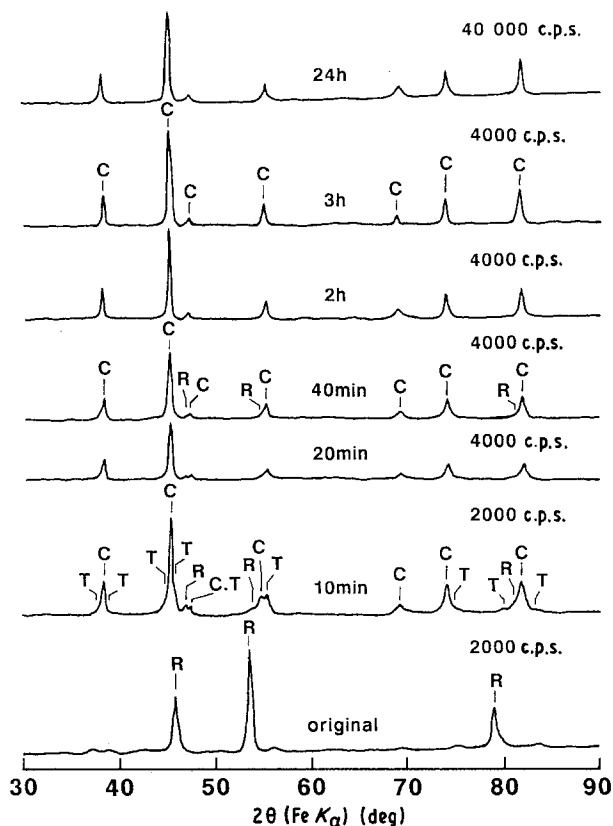 40 000 c.p.s.
24h
C
4000 c.p.s.
C
C
C
C
C
C
3h
4000 c.p.s.
2h
C
4000 c.p.s.
C
R
C
R
C
C
C
R
C
40min
4000 c.p.s.
20min
C
2000 c.p.s.
T
C
T
T
T
R
C.T
R
C
T
C
C
T
T
R
C
T
10min
2000 c.p.s.
R
R
R
original
30 40 50 60 70 80 90
2θ (Fe Kα) (deg)